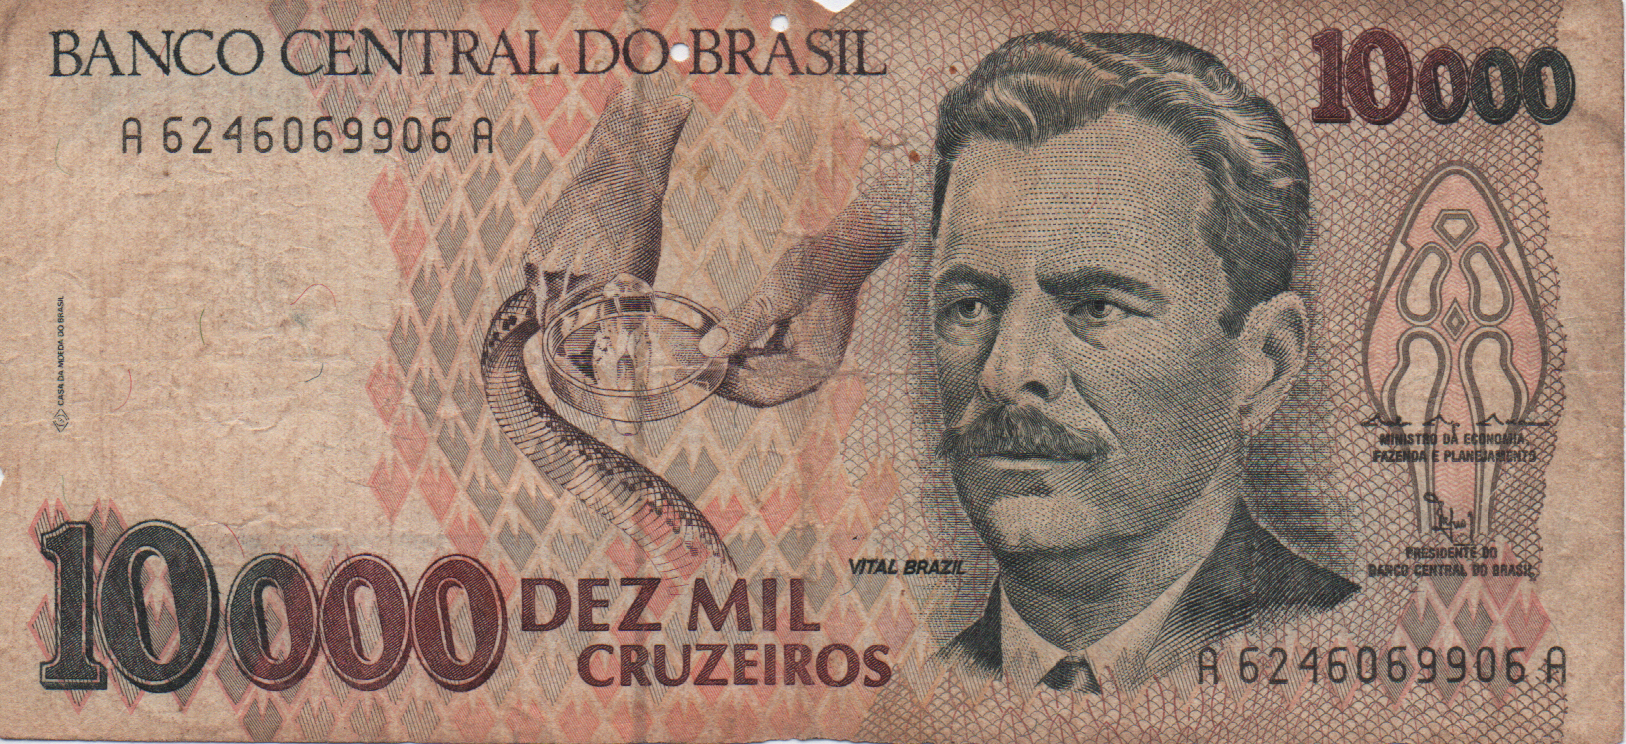 BANCO CENTRAL DO BRASIL
10000
A 6246069906 A
CASA DA MOEDA DO BRASIL
MINISTRO DA ECONOMIA,
FAZENDA E PLANEJAMENTO
PRESIDENTE DO
BANCO CENTRAL DO BRASIL
VITAL BRAZIL
10000
DEZ MIL
CRUZEIROS
A 6246069906 A